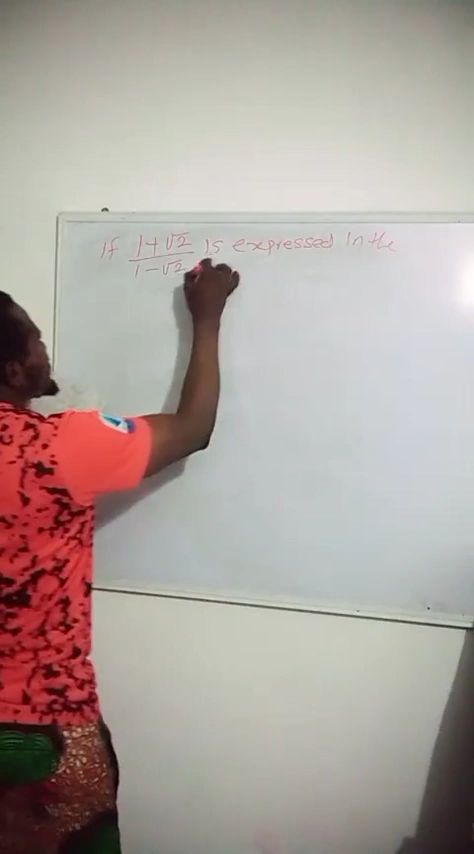 If 1+√2/1-√2 is expressed in the